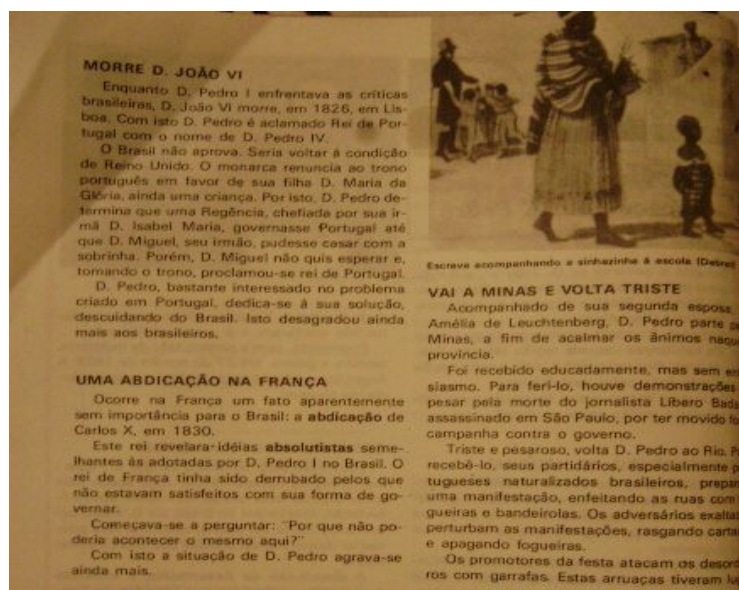 MORRE D. JOÃO VI
Enquanto D. Pedro I enfrentava as críticas
brasileiras, D. João VI morre, em 1826, em Lis-
boa. Com isto D. Pedro é aclamado Rei de Por-
tugal com o nome de D. Pedro IV.
O Brasil não aprova. Seria voltar à condição
de Reino Unido. O monarca renuncia ao trono
português em favor de sua filha D. Maria da
Glória, ainda uma criança. Por isto, D. Pedro de-
termina que uma Regência, chefiada por sua ir-
mã D. Isabel Maria, governasse Portugal até
que D. Miguel, seu irmão, pudesse casar com a
sobrinha. Porém, D. Miguel não quis esperar e,
tomando o trono, proclamou-se rei de Portugal.
D. Pedro, bastante interessado no problema
criado em Portugal, dedica-se à sua solução,
descuidando do Brasil. Isto desagradou ainda
mais aos brasileiros.
UMA ABDICAÇÃO NA FRANÇA
Ocorre na França um fato aparentemente
sem importância para o Brasil: a abdicação de
Carlos X, em 1830.
Este rei revelara idéias absolutistas seme-
lhantes às adotadas por D. Pedro I no Brasil. O
rei de França tinha sido derrubado pelos que
não estavam satisfeitos com sua forma de go-
vernar.
Começava-se a perguntar: "Por que não po-
deria acontecer o mesmo aqui?"
Com isto a situação de D. Pedro agrava-se
ainda mais.
Escrava acompanhando a sinhazinha à escola (Debret)
VAI A MINAS E VOLTA TRISTE
Acompanhado de sua segunda esposa
Amélia de Leuchtenberg, D. Pedro parte
Minas, a fim de acalmar os ânimos
província.
Foi recebido educadamente, mas sem
siasmo. Para feri-lo, houve demonstrações
pesar pela morte do jornalista Líbero
assassinado em São Paulo, por ter movido
campanha contra o governo.
Triste e pesaroso, volta D. Pedro ao Rio.
recebê-lo, seus partidários, especialmente
tugueses naturalizados brasileiros,
uma manifestação, enfeitando as ruas com
gueiras e bandeirolas. Os adversários
perturbam as manifestações, rasgando
e apagando fogueiras.
Os promotores da festa atacam os
ros com garrafas. Estas arruaças tiveram